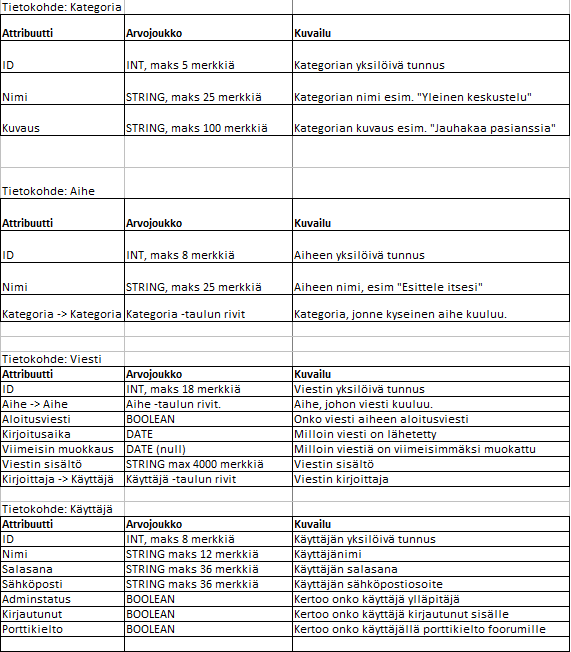 Tietokohde: Kategoria
Attribuutti Arvojoukko Kuvailu
ID INT, maks 5 merkkiä Kategorian yksilöivä tunnus
Nimi STRING, maks 25 merkkiä Kategorian nimi esim. "Yleinen keskustelu"
Kuvaus STRING, maks 100 merkkiä Kategorian kuvaus esim. "Jauhakaa pasianssia"
Tietokohde: Aihe
Attribuutti Arvojoukko Kuvailu
ID INT, maks 8 merkkiä Aiheen yksilöivä tunnus
Nimi STRING, maks 25 merkkiä Aiheen nimi, esim "Esittele itsesi"
Kategoria -> Kategoria Kategoria -taulun rivit Kategoria, jonne kyseinen aihe kuuluu.
Tietokohde: Viesti
Attribuutti Arvojoukko Kuvailu
ID INT, maks 18 merkkiä Viestin yksilöivä tunnus
Aihe -> Aihe Aihe -taulun rivit. Aihe, johon viesti kuuluu.
Aloitusviesti BOOLEAN Onko viesti aiheen aloitusviesti
Kirjoitusaika DATE Milloin viesti on lähetetty
Viimeisin muokkaus DATE (null) Milloin viestiä on viimeisimmäksi muokattu
Viestin sisältö STRING max 4000 merkkiä Viestin sisältö
Kirjoittaja -> Käyttäjä Käyttäjä -taulun rivit Viestin kirjoittaja
Tietokohde: Käyttäjä
Attribuutti Arvojoukko Kuvailu
ID INT, maks 8 merkkiä Käyttäjän yksilöivä tunnus
Nimi STRING maks 12 merkkiä Käyttäjänimi
Salasana STRING maks 36 merkkiä Käyttäjän salasana
Sähköposti STRING maks 36 merkkiä Käyttäjän sähköpostiosoite
Adminstatus BOOLEAN Kertoo onko käyttäjä ylläpitäjä
Kirjautunut BOOLEAN Kertoo onko käyttäjä kirjautunut sisälle
Porttikielto BOOLEAN Kertoo onko käyttäjällä porttikielto foorumille